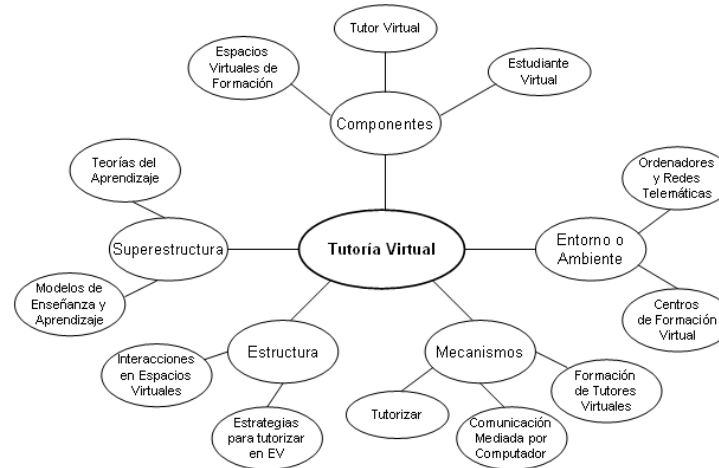 Tutor Virtual
Espacios
Virtuales de
Formación
Estudiante
Virtual
Componentes
Teorías del
Aprendizaje
Ordenadores
y Redes
Telemáticas
Superestructura
Tutoría Virtual
Entorno o
Ambiente
Modelos de
Enseñanza y
Aprendizaje
Centros
de Formación
Virtual
Estructura
Mecanismos
Interacciones
en Espacios
Virtuales
Formación
de Tutores
Virtuales
Estrategias
para tutorizar
en EV
Tutorizar
Comunicación
Mediada por
Computador